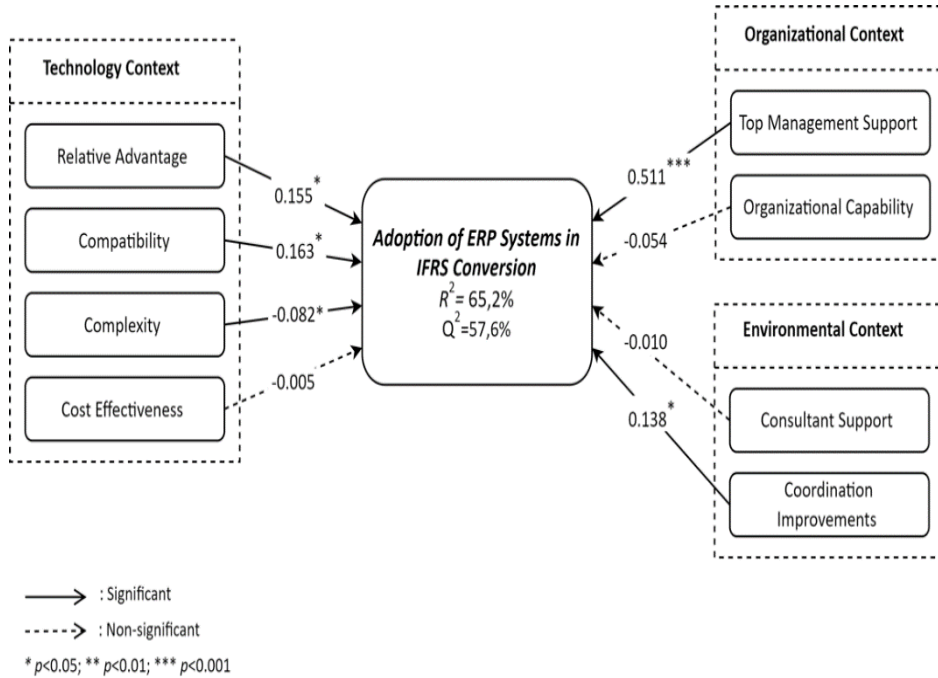 Technology Context
Relative Advantage
Compatibility
Complexity
Cost Effectiveness
0.155*
0.163*
-0.082*
-0.005
Adoption of ERP Systems in
IFRS Conversion
R²= 65,2%
Q²=57,6%
Organizational Context
Top Management Support
Organizational Capability
0.511***
-0.054
Environmental Context
Consultant Support
Coordination
Improvements
-0.010
0.138*
: Significant
: Non-significant
* p<0.05; ** p<0.01; *** p<0.001